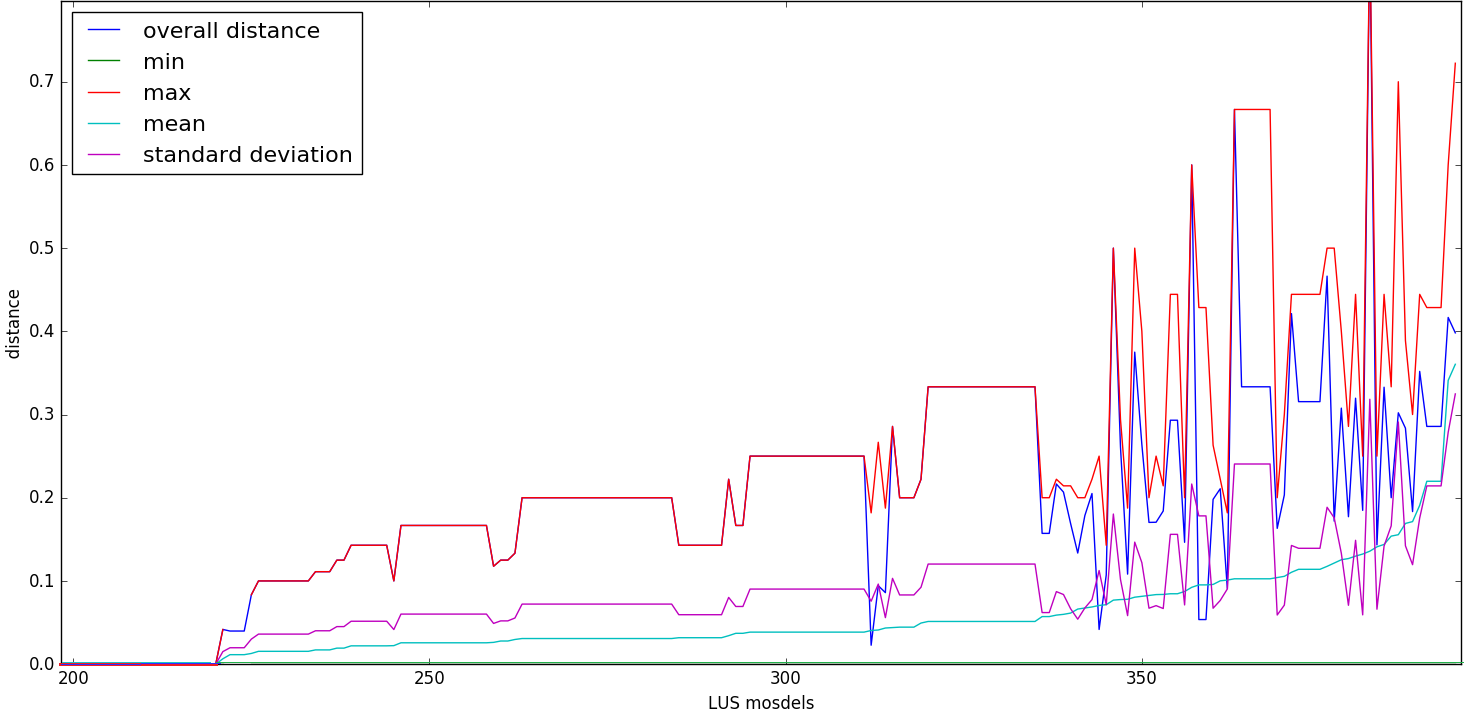 overall distance
min
max
mean
standard deviation
distance
0.7
0.6
0.5
0.4
0.3
0.2
0.1
0.0
200 250 300 350
LUS mosdels